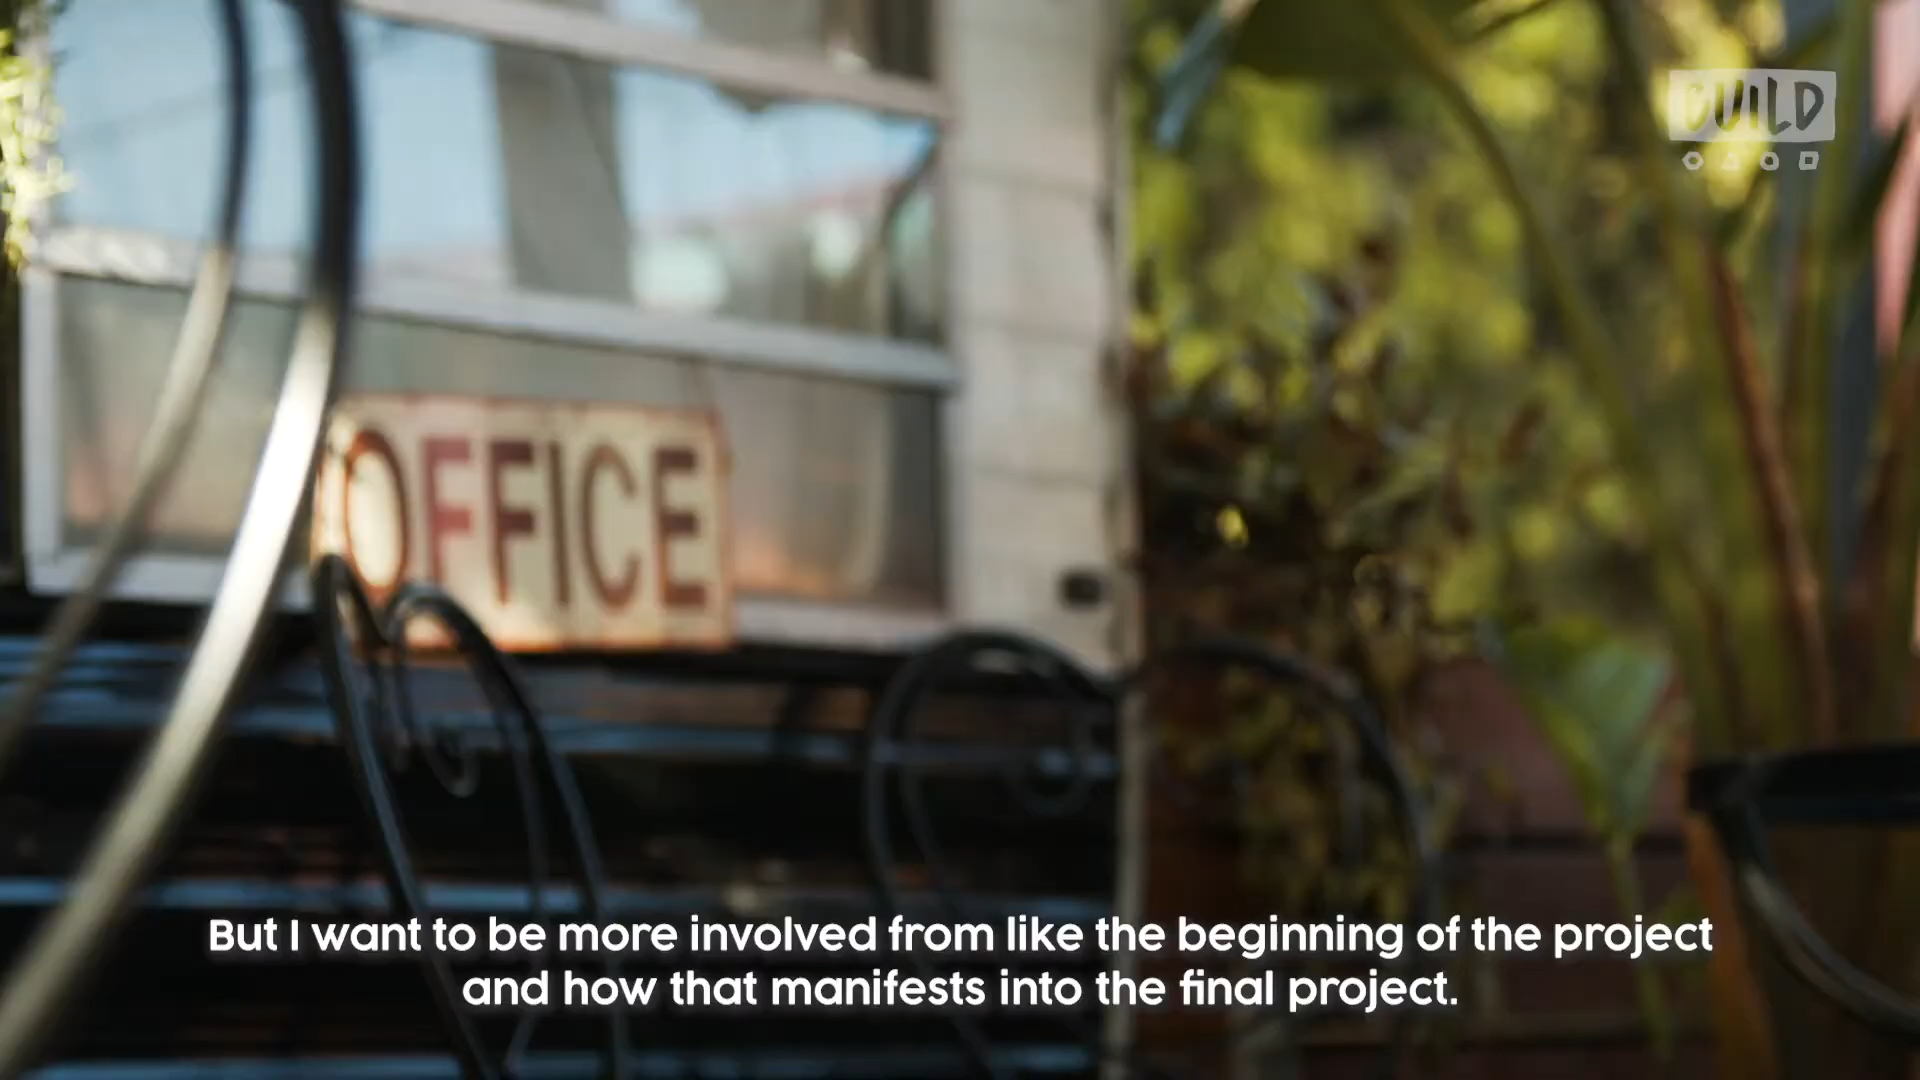 BUILD
OFFICE
But I want to be more involved from like the beginning of the project
and how that manifests into the final project.